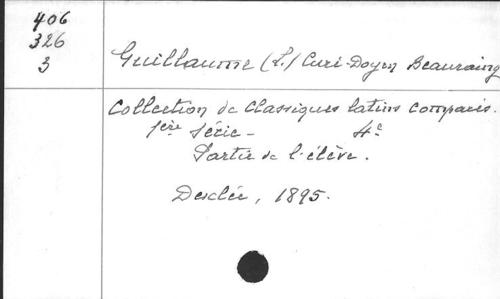 406
326
3
Guillaume (L.) Curé-Doyen Beauraing
Collection de Classiques latins comparés.
1ère Série - 4e
Partie de l'élève.
Desclée, 1895.